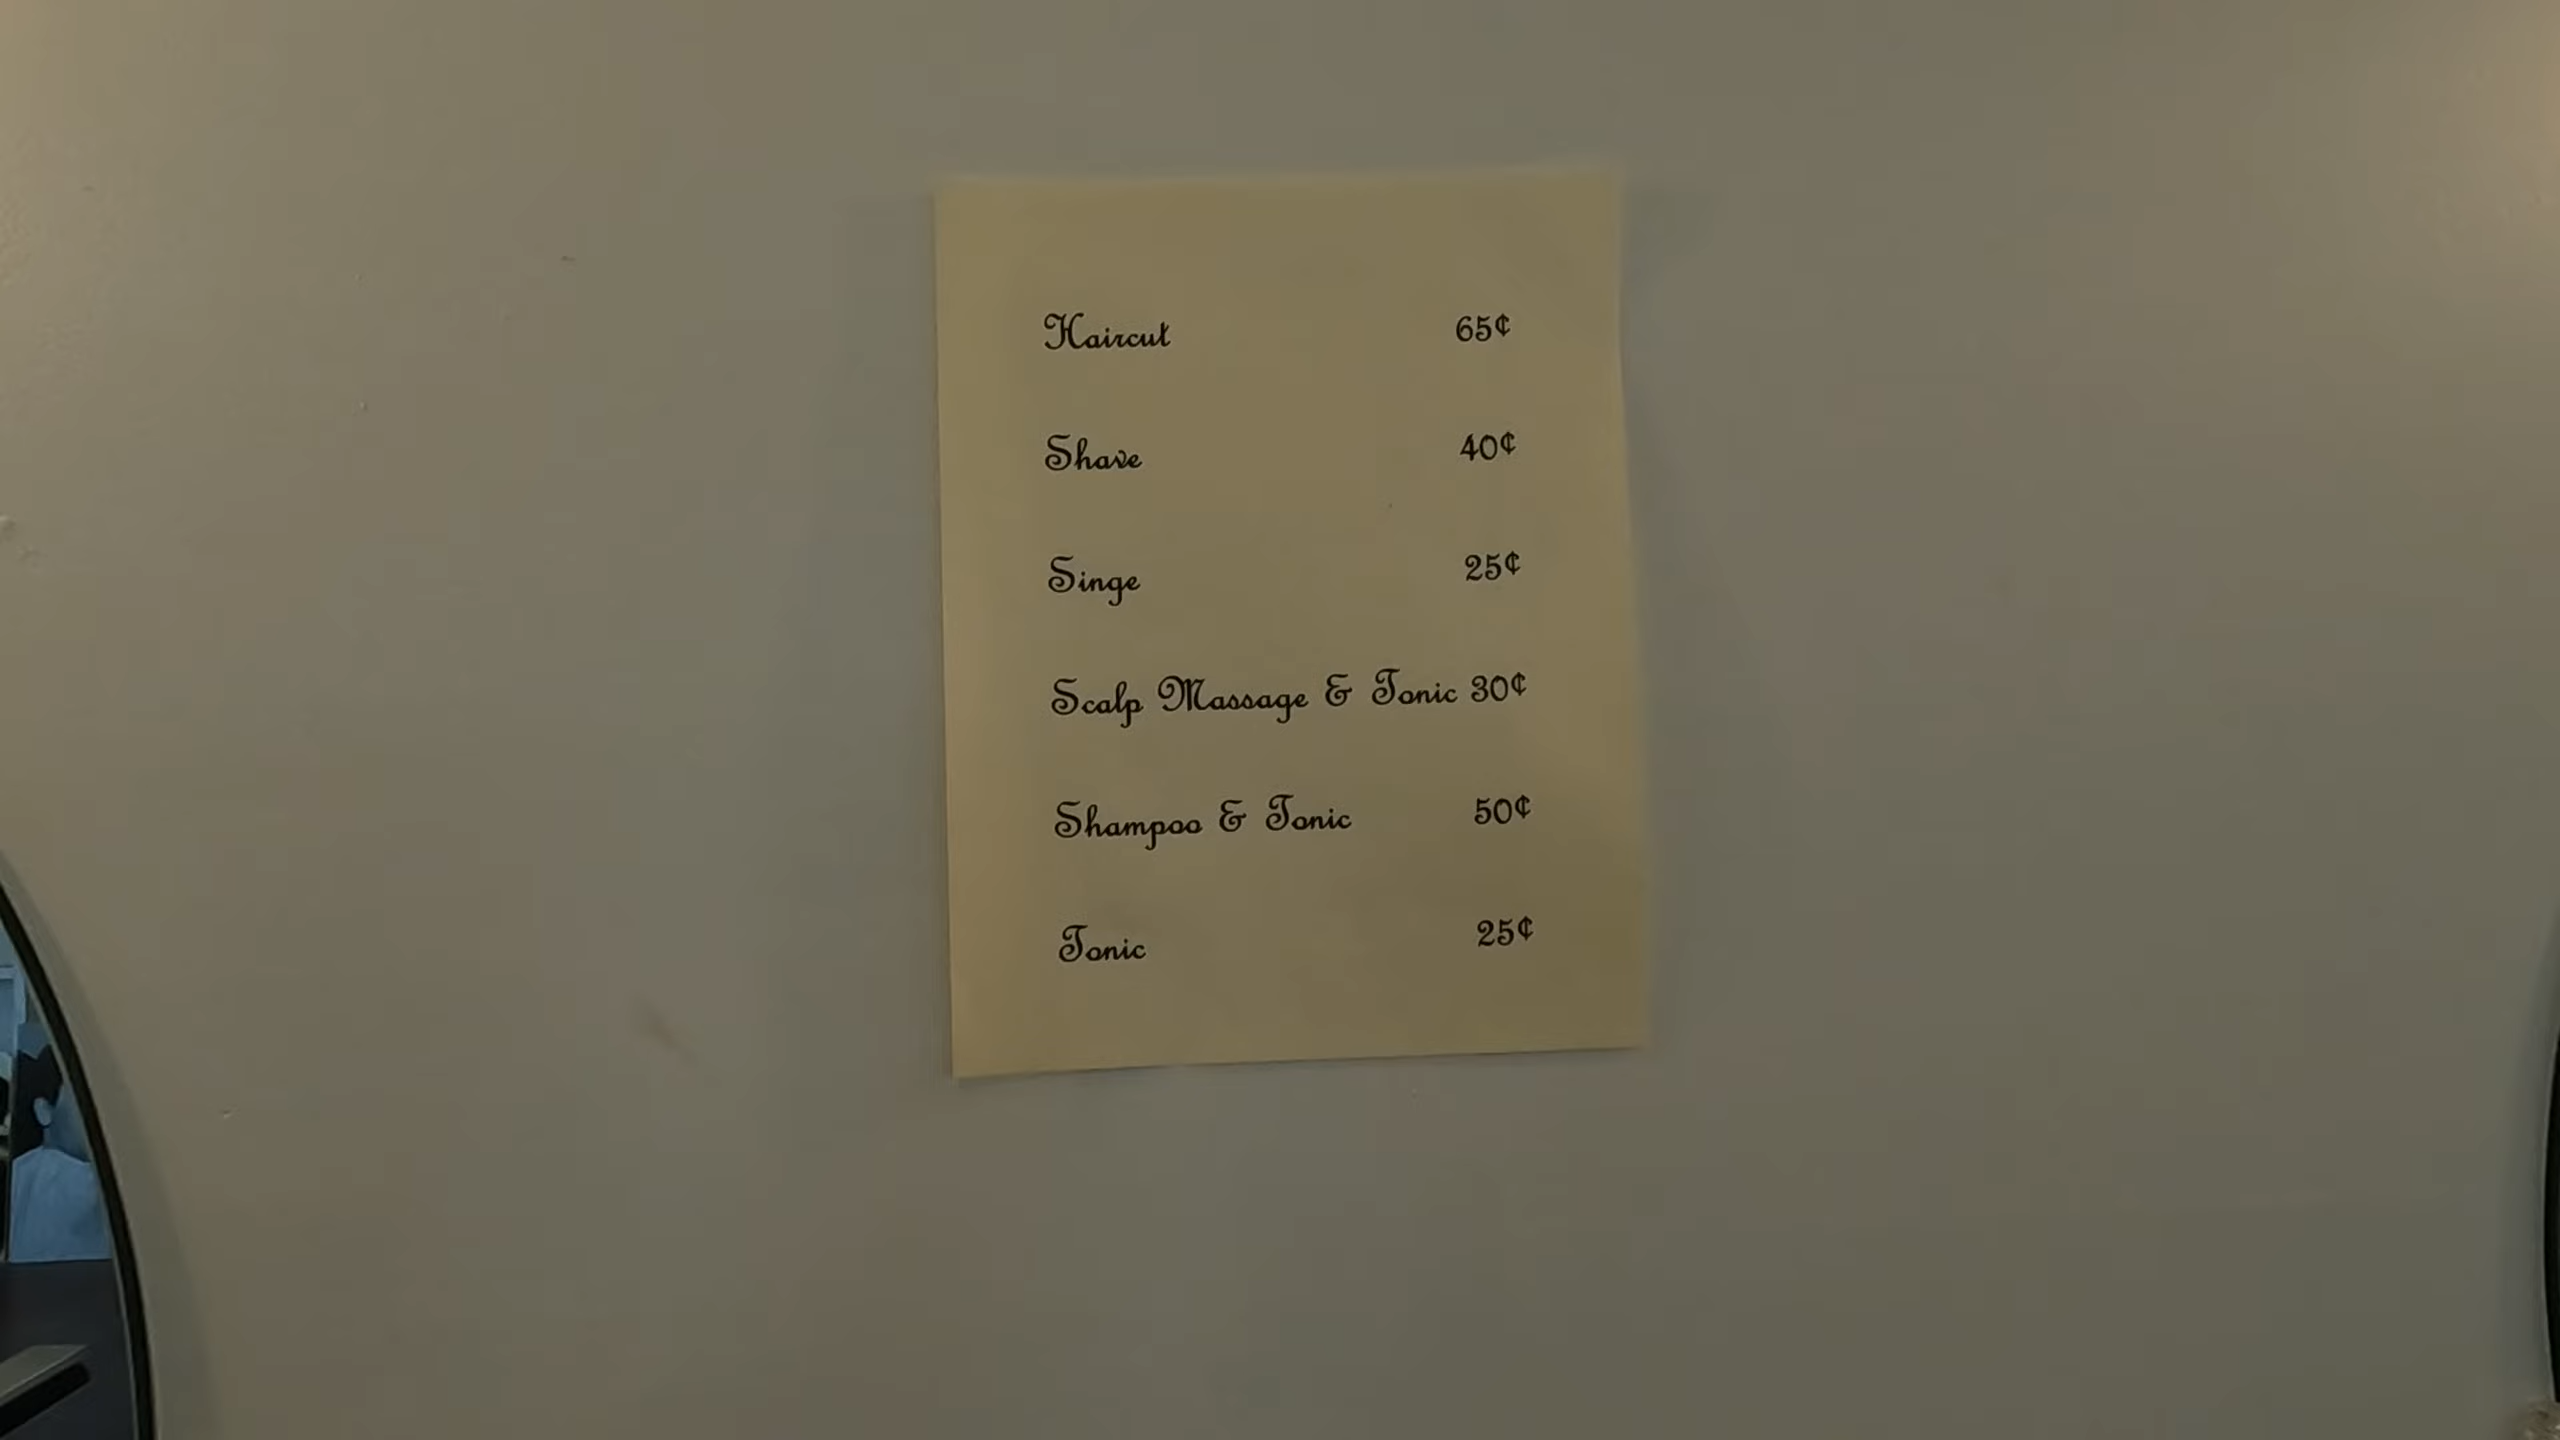 Haircut 65¢
Shave 40¢
Singe 25¢
Scalp Massage & Tonic 30¢
Shampoo & Tonic 50¢
Tonic 25¢